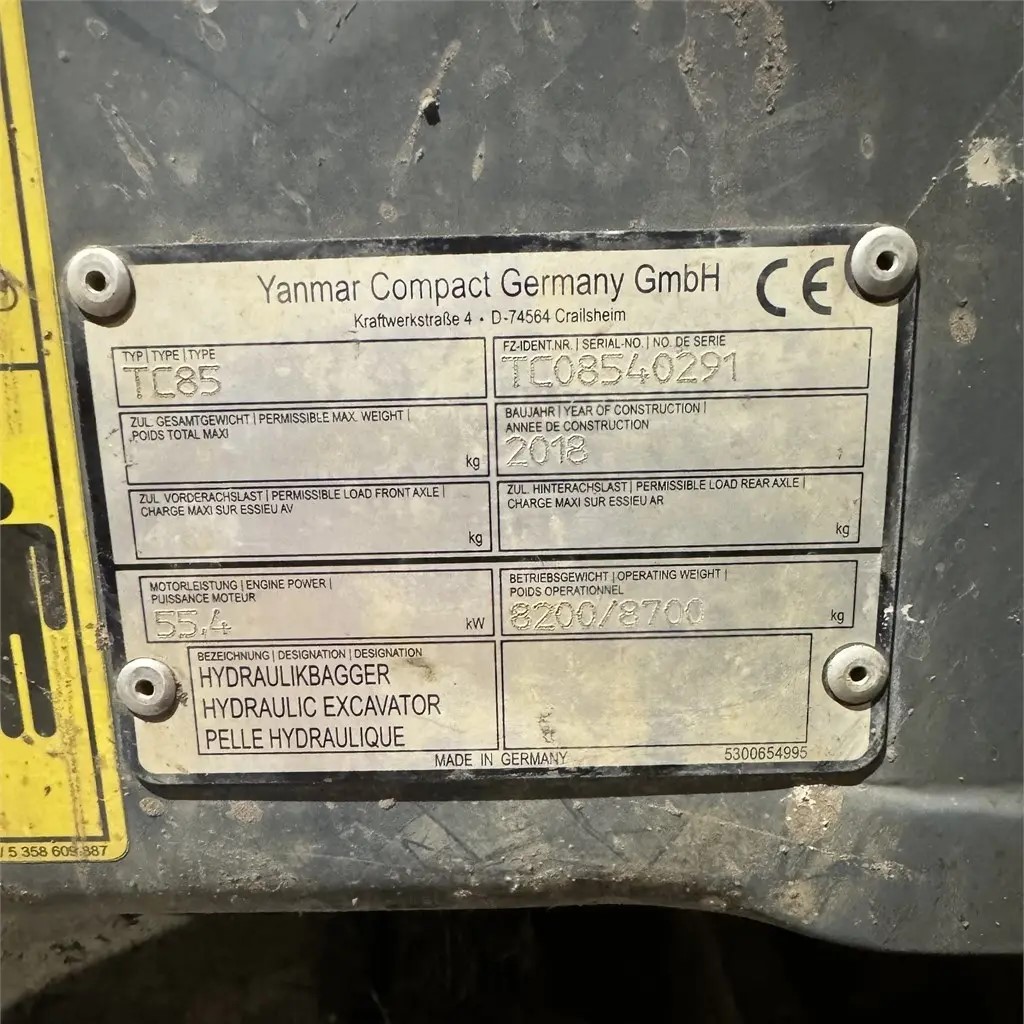 Yanmar Compact Germany GmbH CE
Kraftwerkstraße 4 • D-74564 Crailsheim
TYP | TYPE | TYPE
TC85
FZ-IDENT.NR. | SERIAL-NO. | NO. DE SERIE
TC08540291
ZUL. GESAMTGEWICHT | PERMISSIBLE MAX. WEIGHT |
POIDS TOTAL MAXI
kg
BAUJAHR | YEAR OF CONSTRUCTION |
ANNEE DE CONSTRUCTION
2018
ZUL. VORDERACHSLAST | PERMISSIBLE LOAD FRONT AXLE |
CHARGE MAXI SUR ESSIEU AV
kg
ZUL. HINTERACHSLAST | PERMISSIBLE LOAD REAR AXLE |
CHARGE MAXI SUR ESSIEU AR
kg
MOTORLEISTUNG | ENGINE POWER |
PUISSANCE MOTEUR
55,4 kW
BETRIEBSGEWICHT | OPERATING WEIGHT |
POIDS OPERATIONNEL
8200/8700 kg
BEZEICHNUNG | DESIGNATION | DESIGNATION
HYDRAULIKBAGGER
HYDRAULIC EXCAVATOR
PELLE HYDRAULIQUE
MADE IN GERMANY
5300654995
/ 5 358 609 887